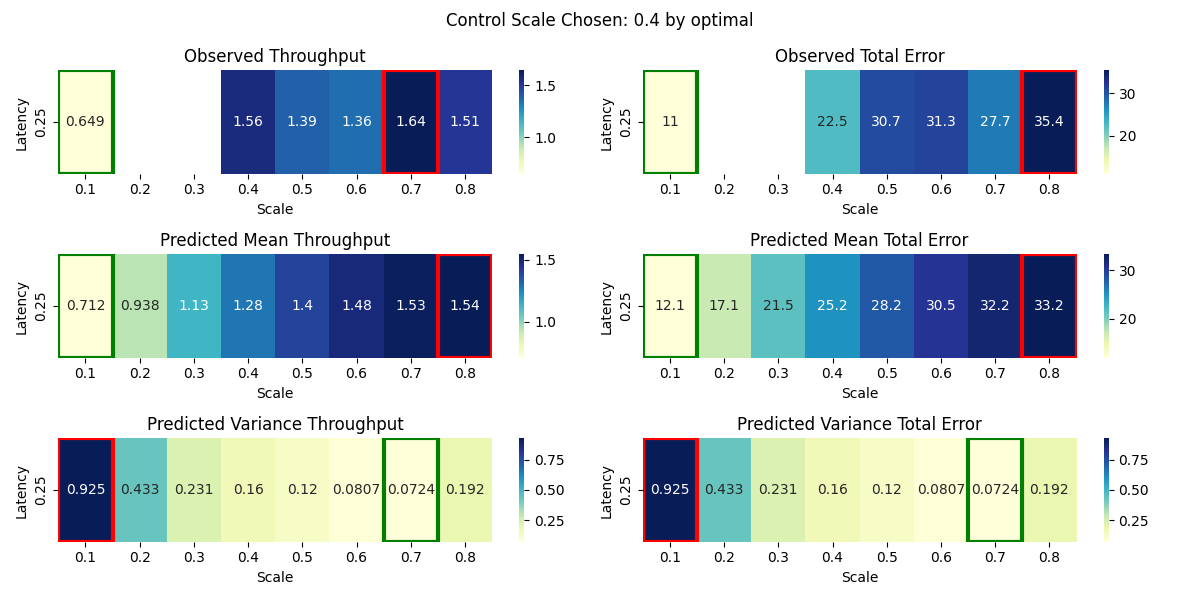 Control Scale Chosen: 0.4 by optimal
Observed Throughput
Latency
0.25
0.649 1.56 1.39 1.36 1.64 1.51
0.1 0.2 0.3 0.4 0.5 0.6 0.7 0.8
Scale
1.5
1.0
Observed Total Error
Latency
0.25
11 22.5 30.7 31.3 27.7 35.4
0.1 0.2 0.3 0.4 0.5 0.6 0.7 0.8
Scale
30
20
Predicted Mean Throughput
Latency
0.25
0.712 0.938 1.13 1.28 1.4 1.48 1.53 1.54
0.1 0.2 0.3 0.4 0.5 0.6 0.7 0.8
Scale
1.5
1.0
Predicted Mean Total Error
Latency
0.25
12.1 17.1 21.5 25.2 28.2 30.5 32.2 33.2
0.1 0.2 0.3 0.4 0.5 0.6 0.7 0.8
Scale
30
20
Predicted Variance Throughput
Latency
0.25
0.925 0.433 0.231 0.16 0.12 0.0807 0.0724 0.192
0.1 0.2 0.3 0.4 0.5 0.6 0.7 0.8
Scale
0.75
0.50
0.25
Predicted Variance Total Error
Latency
0.25
0.925 0.433 0.231 0.16 0.12 0.0807 0.0724 0.192
0.1 0.2 0.3 0.4 0.5 0.6 0.7 0.8
Scale
0.75
0.50
0.25